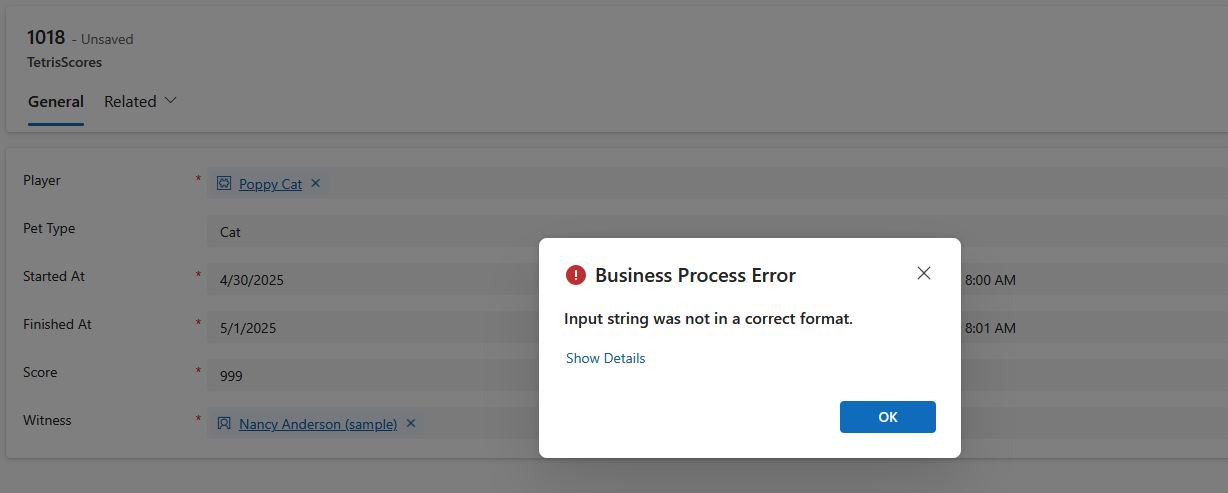 1018 - Unsaved
TetrisScores
General Related
Player * Poppy Cat
Pet Type Cat
Started At * 4/30/2025 8:00 AM
Finished At * 5/1/2025 8:01 AM
Score * 999
Witness * Nancy Anderson (sample)
Business Process Error
Input string was not in a correct format.
Show Details
OK